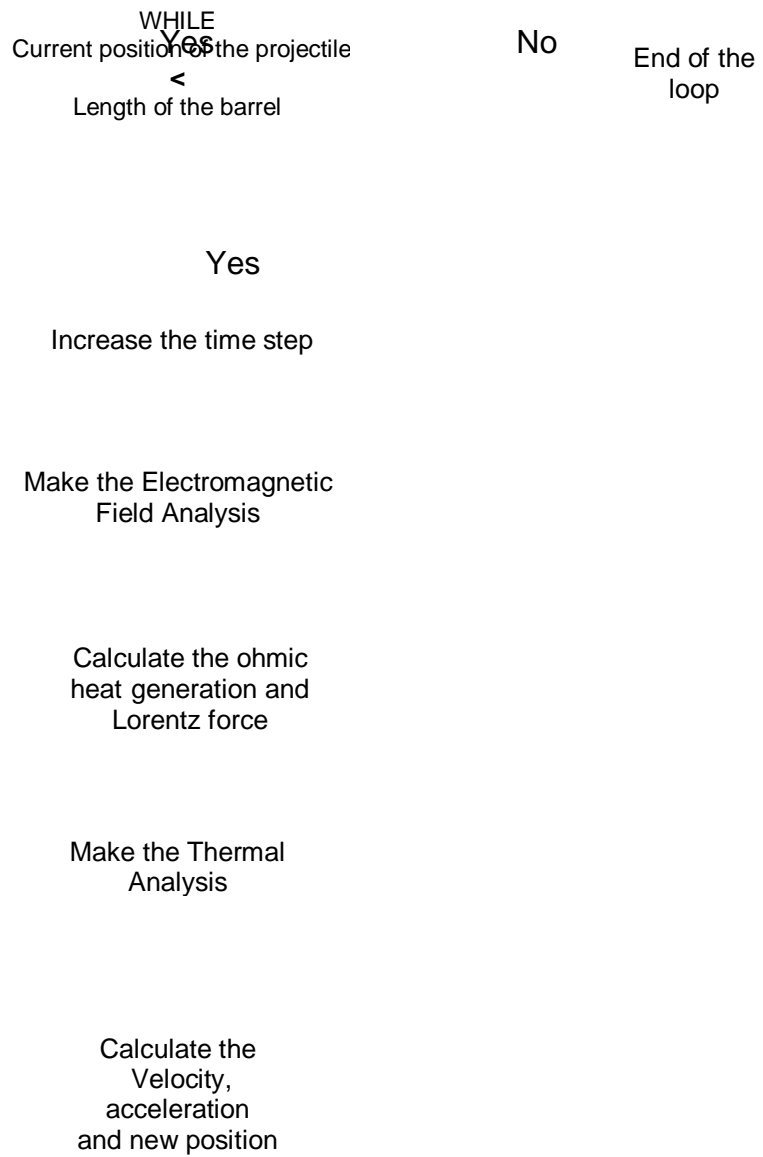 WHILE
Yes
Current position of the projectile
<
Length of the barrel
No
End of the
loop
Yes
Increase the time step
Make the Electromagnetic
Field Analysis
Calculate the ohmic
heat generation and
Lorentz force
Make the Thermal
Analysis
Calculate the
Velocity,
acceleration
and new position